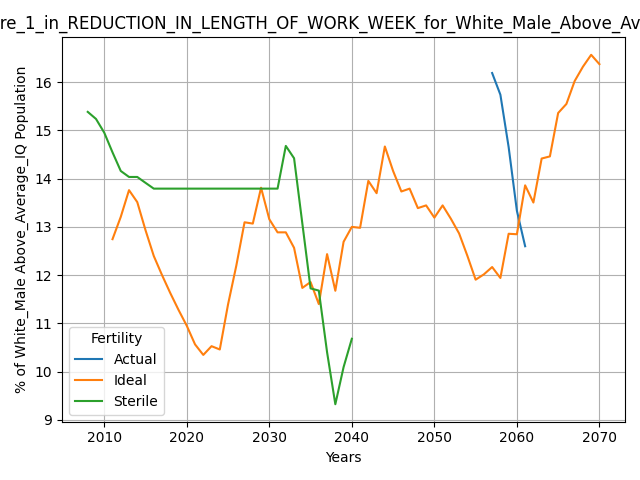 re_1_in_REDUCTION_IN_LENGTH_OF_WORK_WEEK_for_White_Male_Above_Av
% of White_Male Above_Average_IQ Population
16
15
14
13
12
11
10
9
Fertility
Actual
Ideal
Sterile
2010 2020 2030 2040 2050 2060 2070
Years